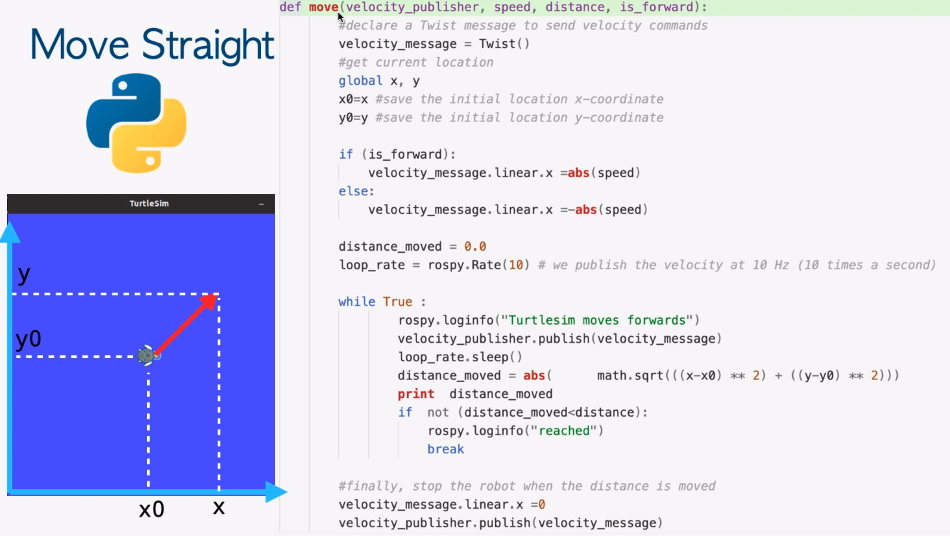 Move Straight
def move(velocity_publisher, speed, distance, is_forward):
#declare a Twist message to send velocity commands
velocity_message = Twist()
#get current location
global x, y
x0=x #save the initial location x-coordinate
y0=y #save the initial location y-coordinate
if (is_forward):
velocity_message.linear.x =abs(speed)
else:
velocity_message.linear.x =-abs(speed)
distance_moved = 0.0
loop_rate = rospy.Rate(10) # we publish the velocity at 10 Hz (10 times a second)
while True :
rospy.loginfo("Turtlesim moves forwards")
velocity_publisher.publish(velocity_message)
loop_rate.sleep()
distance_moved = abs( math.sqrt(((x-x0) ** 2) + ((y-y0) ** 2)))
print distance_moved
if not (distance_moved<distance):
rospy.loginfo("reached")
break
#finally, stop the robot when the distance is moved
velocity_message.linear.x =0
velocity_publisher.publish(velocity_message)
TurtleSim
y
y0
x0
x